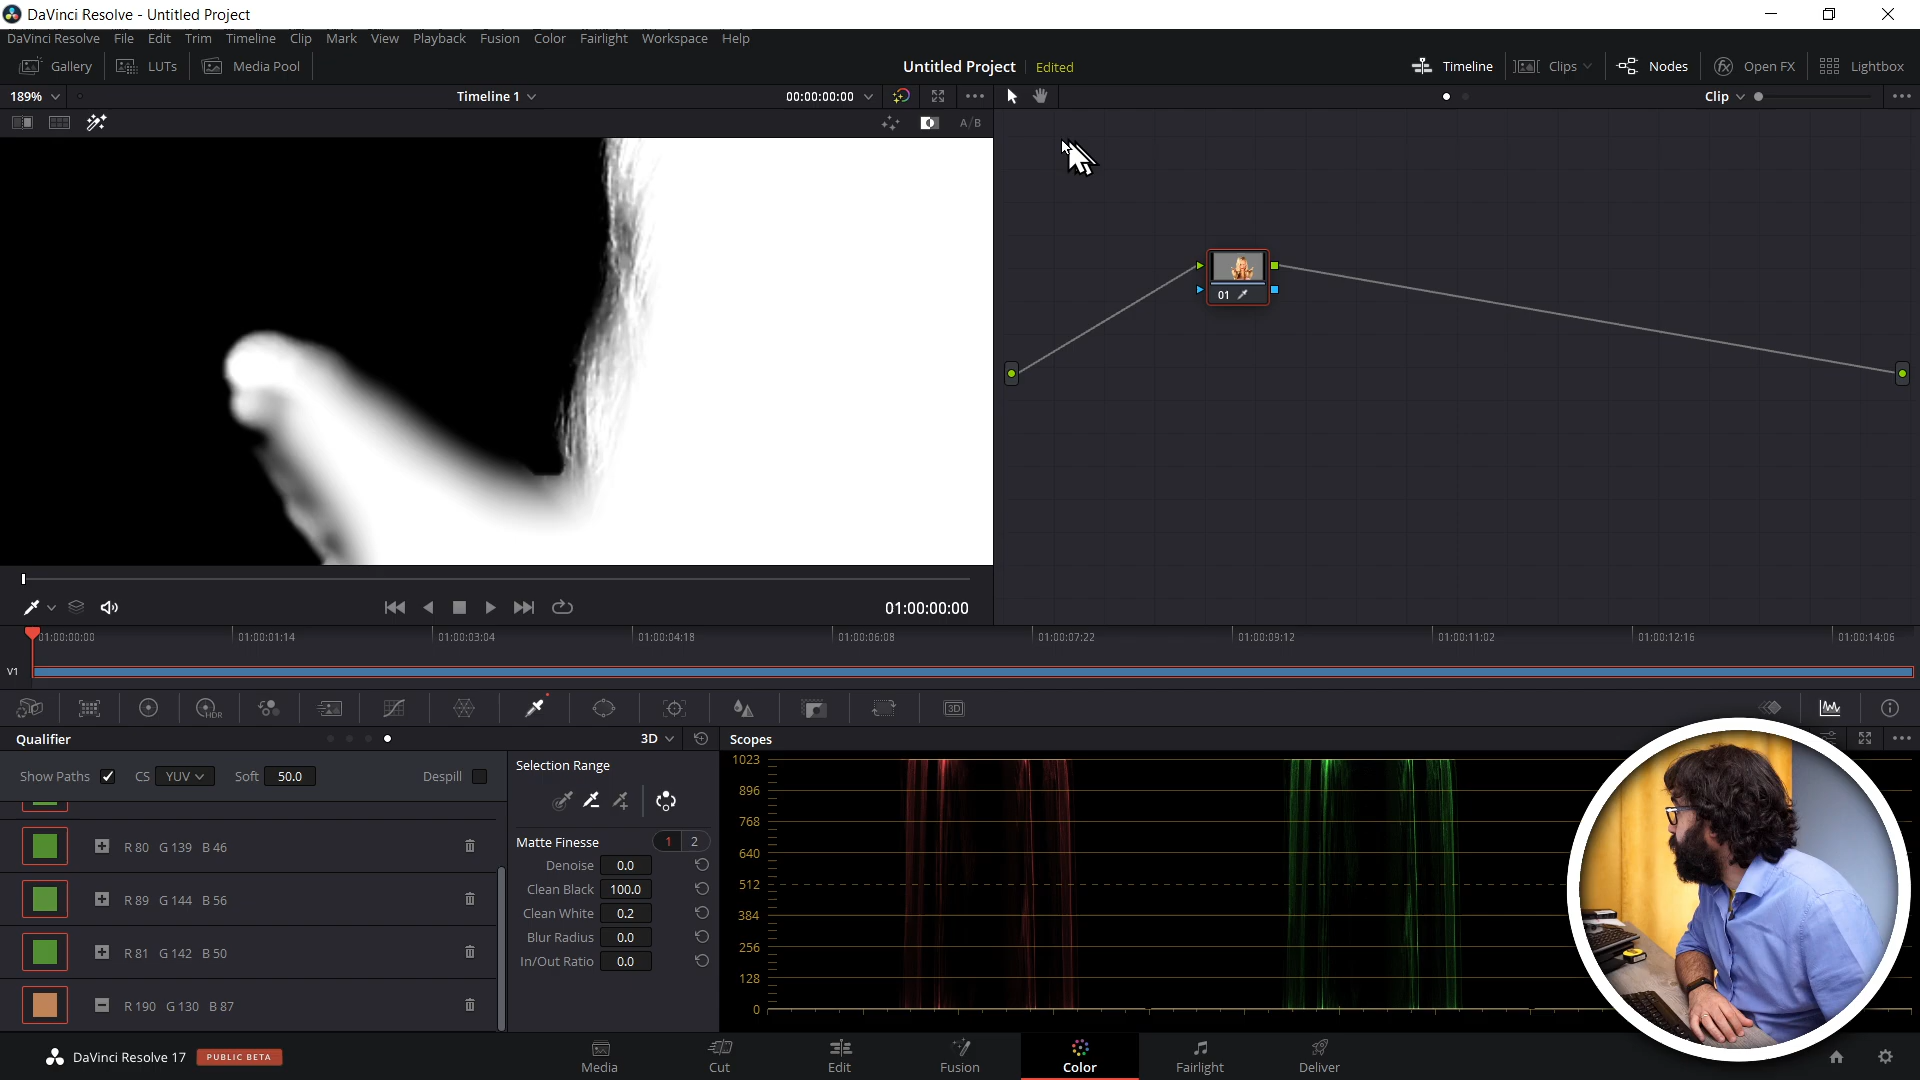 DaVinci Resolve - Untitled Project
DaVinci Resolve File Edit Trim Timeline Clip Mark View Playback Fusion Color Fairlight Workspace Help
Gallery LUTs Media Pool Untitled Project Edited Timeline Clips Nodes Open FX Lightbox
189% Timeline 1 00:00:00:00 Clip
A/B
01
01:00:00:00
01:00:00:00 01:00:01:14 01:00:03:04 01:00:04:18 01:00:06:08 01:00:07:22 01:00:09:12 01:00:11:02 01:00:12:16 01:00:14:06
V1
HDR 3D
Qualifier 3D Scopes
Show Paths CS YUV Soft 50.0 Despill
R 80 G 139 B 46
R 89 G 144 B 56
R 81 G 142 B 50
R 190 G 130 B 87
Selection Range
Matte Finesse 1 2
Denoise 0.0
Clean Black 100.0
Clean White 0.2
Blur Radius 0.0
In/Out Ratio 0.0
1023
896
768
640
512
384
256
128
0
DaVinci Resolve 17 PUBLIC BETA Media Cut Edit Fusion Color Fairlight Deliver